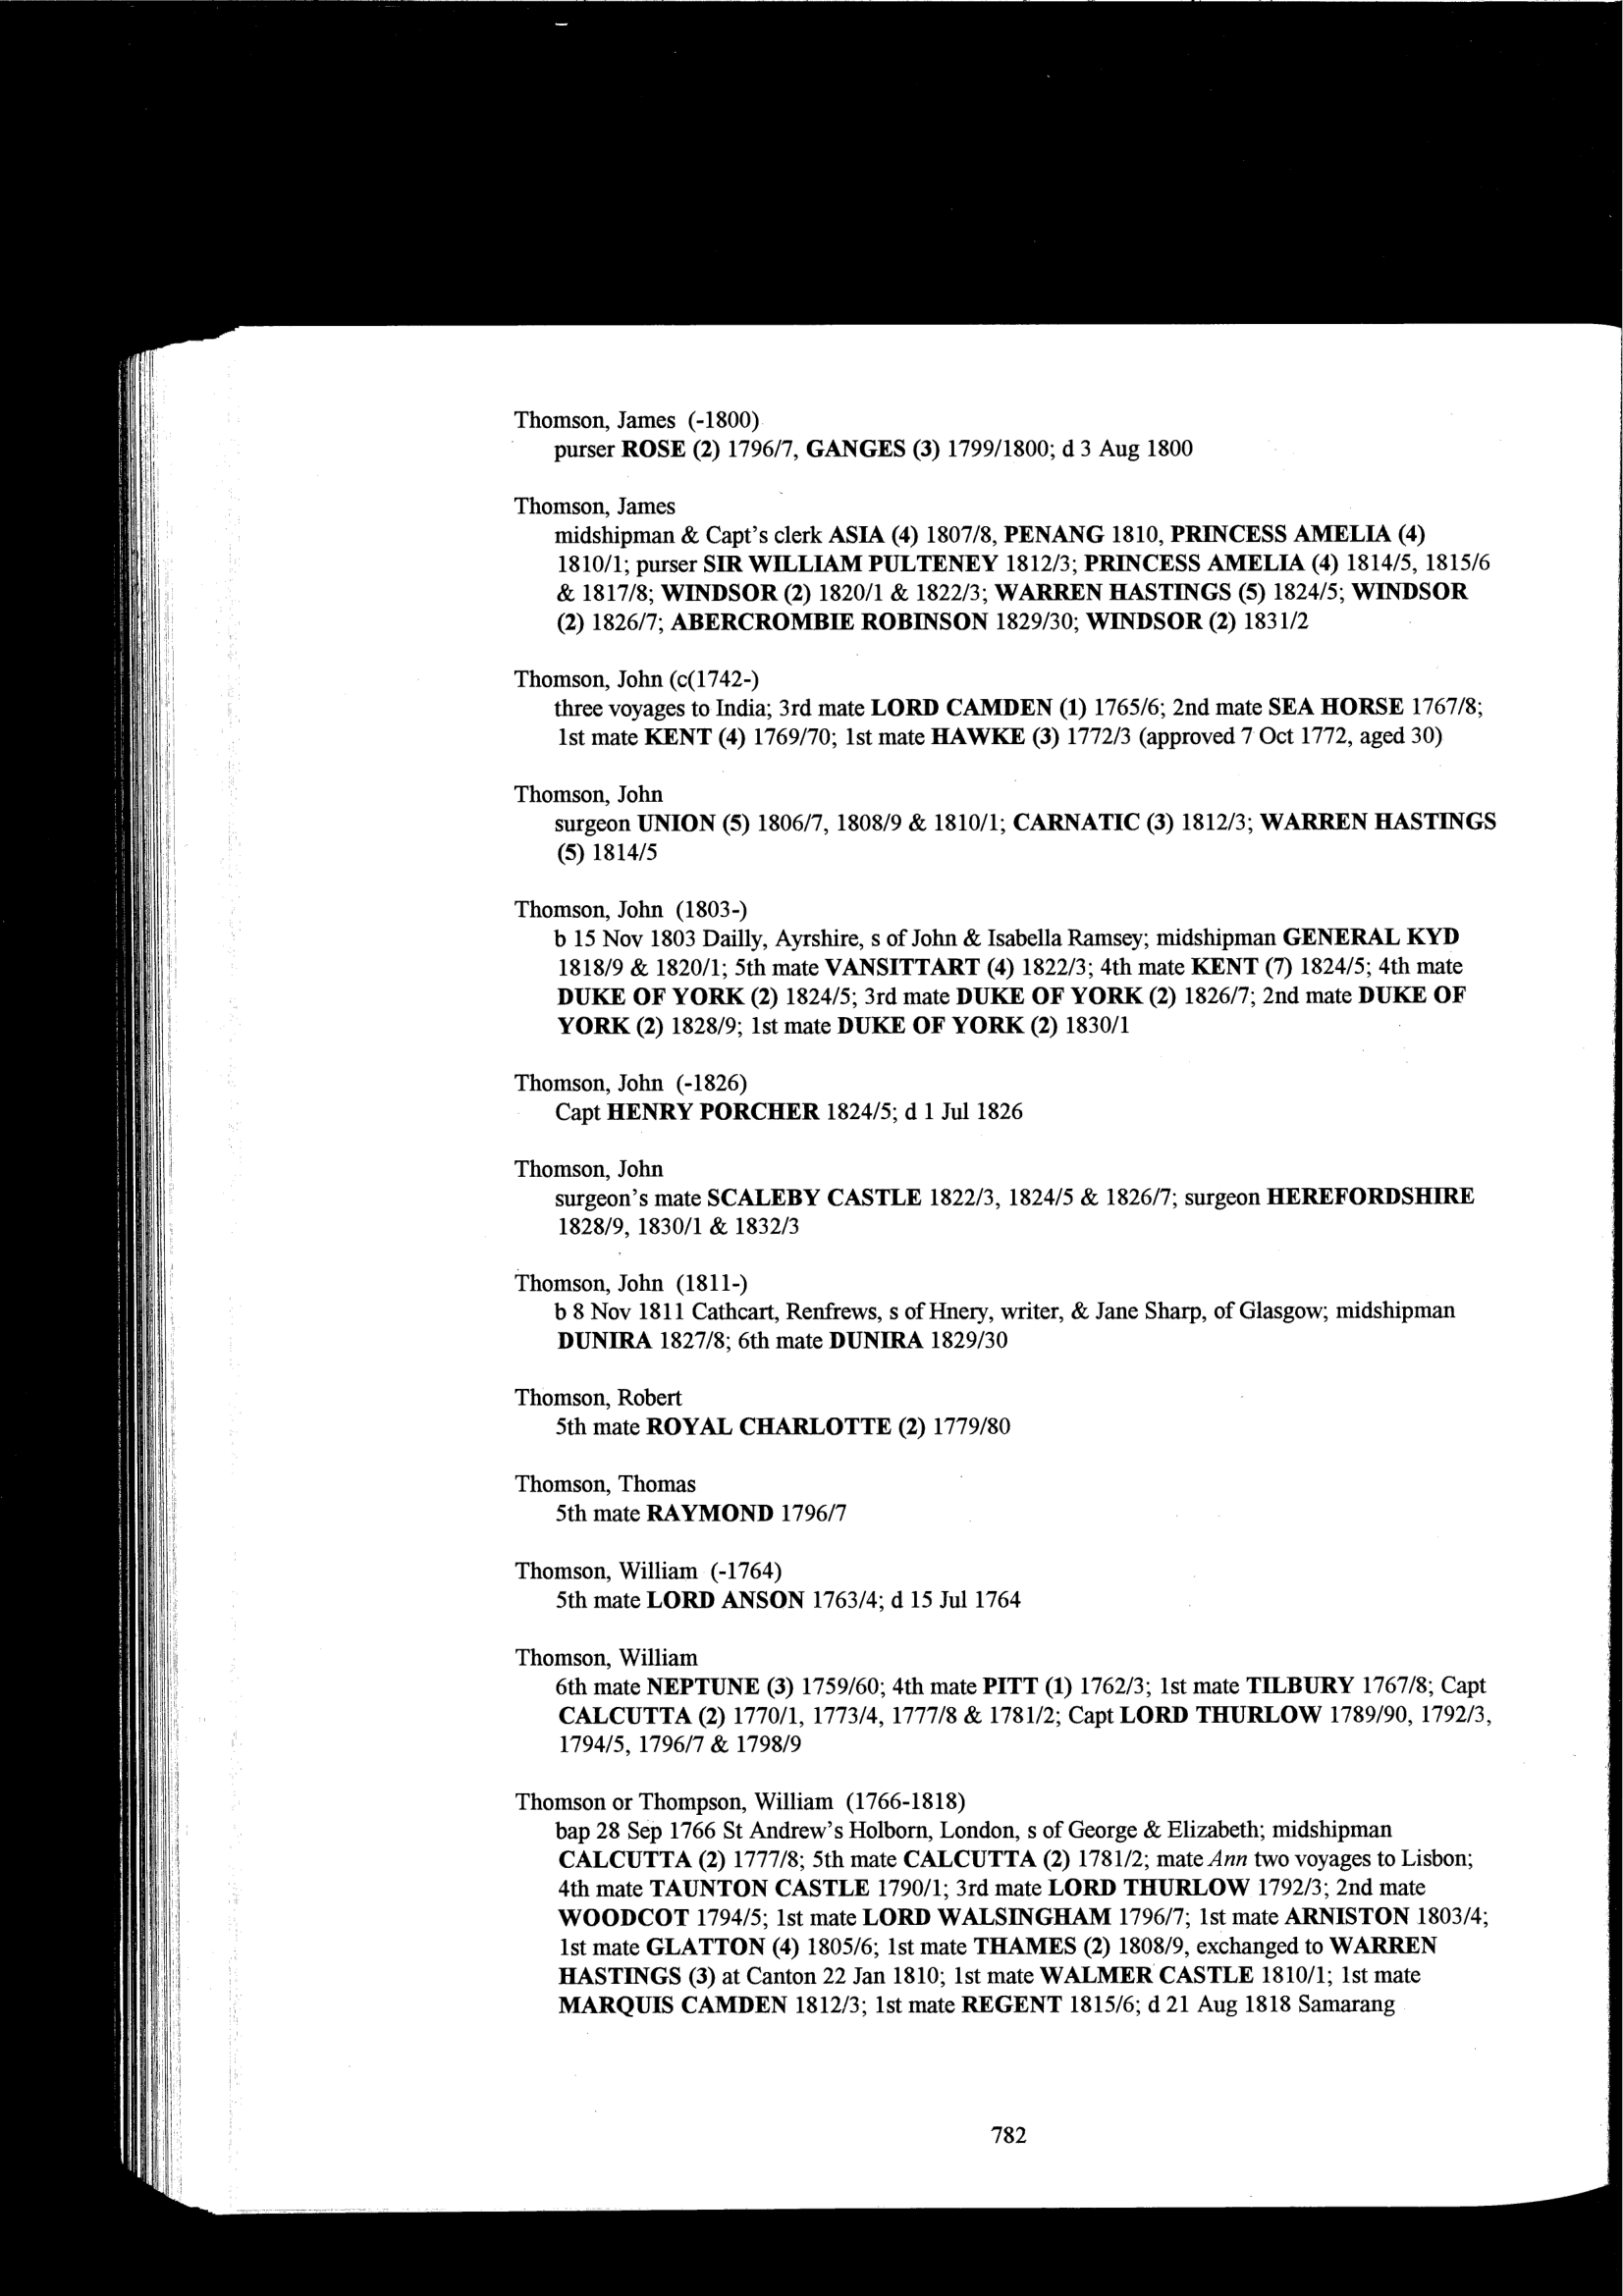 Thomson, James (-1800)
purser ROSE (2) 1796/7, GANGES (3) 1799/1800; d 3 Aug 1800
Thomson, James
midshipman & Capt's clerk ASIA (4) 1807/8, PENANG 1810, PRINCESS AMELIA (4)
1810/1; purser SIR WILLIAM PULTENEY 1812/3; PRINCESS AMELIA (4) 1814/5, 1815/6
& 1817/8; WINDSOR (2) 1820/1 & 1822/3; WARREN HASTINGS (5) 1824/5; WINDSOR
(2) 1826/7; ABERCROMBIE ROBINSON 1829/30; WINDSOR (2) 1831/2
Thomson, John (c(1742-)
three voyages to India; 3rd mate LORD CAMDEN (1) 1765/6; 2nd mate SEA HORSE 1767/8;
1st mate KENT (4) 1769/70; 1st mate HAWKE (3) 1772/3 (approved 7 Oct 1772, aged 30)
Thomson, John
surgeon UNION (5) 1806/7, 1808/9 & 1810/1; CARNATIC (3) 1812/3; WARREN HASTINGS
(5) 1814/5
Thomson, John (1803-)
b 15 Nov 1803 Dailly, Ayrshire, s of John & Isabella Ramsey; midshipman GENERAL KYD
1818/9 & 1820/1; 5th mate VANSITTART (4) 1822/3; 4th mate KENT (7) 1824/5; 4th mate
DUKE OF YORK (2) 1824/5; 3rd mate DUKE OF YORK (2) 1826/7; 2nd mate DUKE OF
YORK (2) 1828/9; 1st mate DUKE OF YORK (2) 1830/1
Thomson, John (-1826)
Capt HENRY PORCHER 1824/5; d 1 Jul 1826
Thomson, John
surgeon's mate SCALEBY CASTLE 1822/3, 1824/5 & 1826/7; surgeon HEREFORDSHIRE
1828/9, 1830/1 & 1832/3
Thomson, John (1811-)
b 8 Nov 1811 Cathcart, Renfrews, s of Hnery, writer, & Jane Sharp, of Glasgow; midshipman
DUNIRA 1827/8; 6th mate DUNIRA 1829/30
Thomson, Robert
5th mate ROYAL CHARLOTTE (2) 1779/80
Thomson, Thomas
5th mate RAYMOND 1796/7
Thomson, William (-1764)
5th mate LORD ANSON 1763/4; d 15 Jul 1764
Thomson, William
6th mate NEPTUNE (3) 1759/60; 4th mate PITT (1) 1762/3; 1st mate TILBURY 1767/8; Capt
CALCUTTA (2) 1770/1, 1773/4, 1777/8 & 1781/2; Capt LORD THURLOW 1789/90, 1792/3,
1794/5, 1796/7 & 1798/9
Thomson or Thompson, William (1766-1818)
bap 28 Sep 1766 St Andrew's Holborn, London, s of George & Elizabeth; midshipman
CALCUTTA (2) 1777/8; 5th mate CALCUTTA (2) 1781/2; mate Ann two voyages to Lisbon;
4th mate TAUNTON CASTLE 1790/1; 3rd mate LORD THURLOW 1792/3; 2nd mate
WOODCOT 1794/5; 1st mate LORD WALSINGHAM 1796/7; 1st mate ARNISTON 1803/4;
1st mate GLATTON (4) 1805/6; 1st mate THAMES (2) 1808/9, exchanged to WARREN
HASTINGS (3) at Canton 22 Jan 1810; 1st mate WALMER CASTLE 1810/1; 1st mate
MARQUIS CAMDEN 1812/3; 1st mate REGENT 1815/6; d 21 Aug 1818 Samarang
782